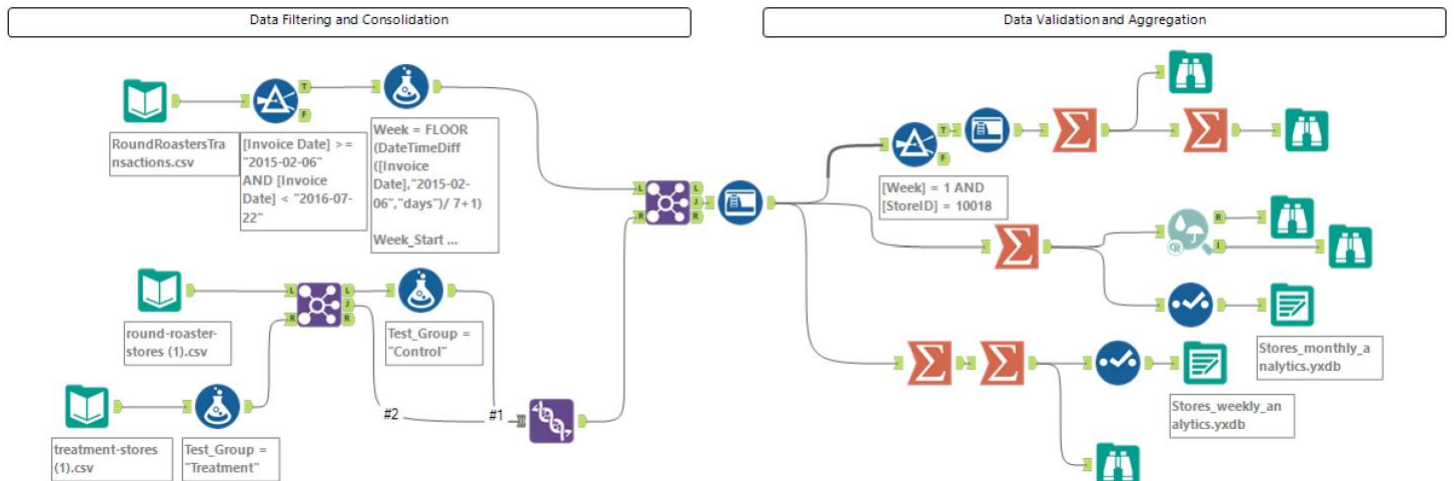 Data Filtering and Consolidation
Data Validation and Aggregation
T
F
RoundRoastersTra
nsactions.csv
[Invoice Date] >=
"2015-02-06"
AND [Invoice
Date] < "2016-07-
22"
Week = FLOOR
(DateTimeDiff
([Invoice
Date],"2015-02-
06","days")/ 7+1)
Week_Start ...
L
R
L
J
R
T
F
[Week] = 1 AND
[StoreID] = 10018
R
I
round-roaster-
stores (1).csv
L
R
L
J
R
Test_Group =
"Control"
treatment-stores
(1).csv
Test_Group =
"Treatment"
#2
#1
Stores_monthly_a
nalytics.yxdb
Stores_weekly_an
alytics.yxdb